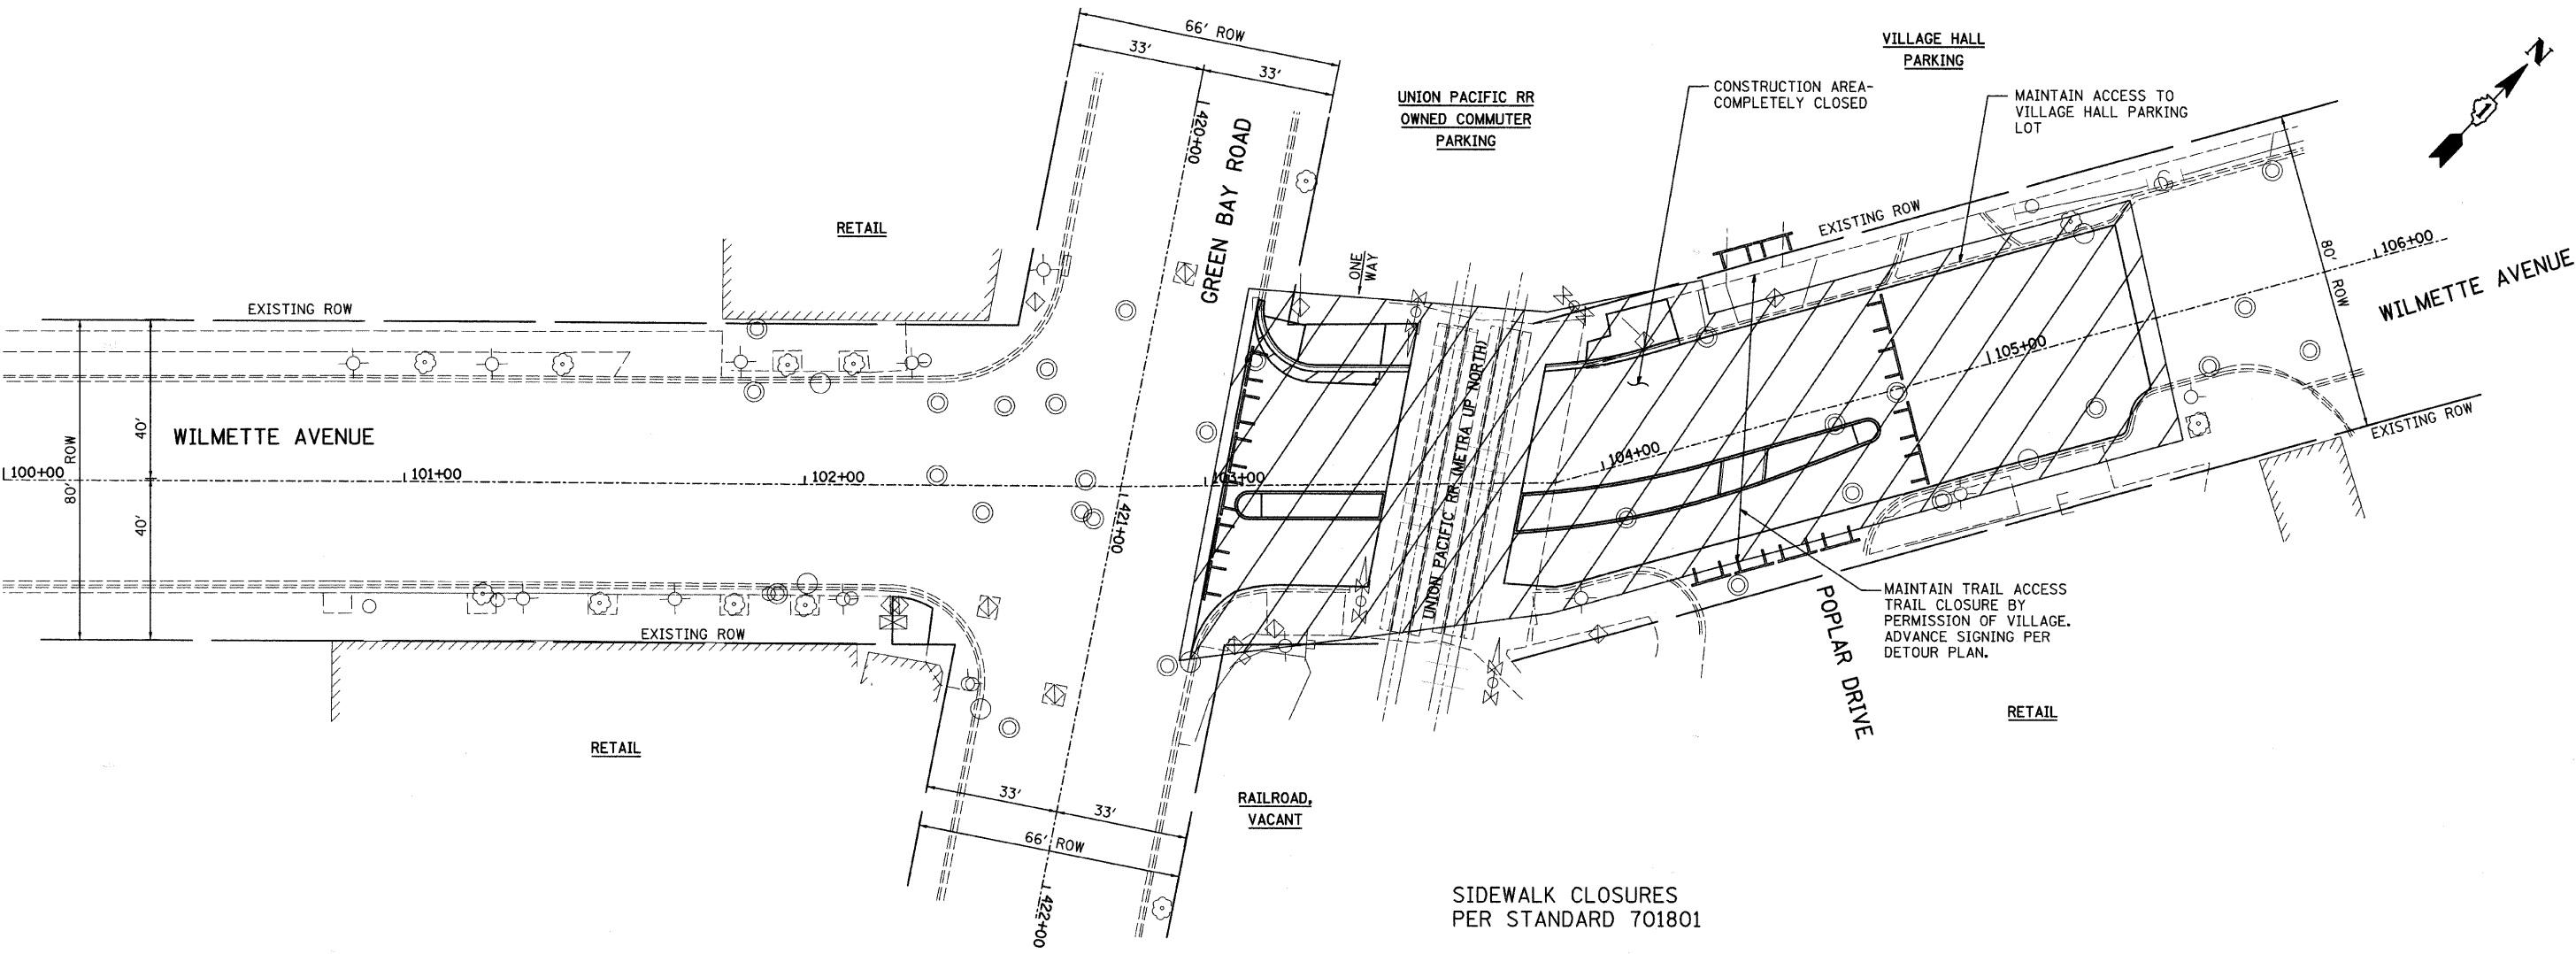 66' ROW
33'
33'
VILLAGE HALL
PARKING
N
1
UNION PACIFIC RR
OWNED COMMUTER
PARKING
CONSTRUCTION AREA-
COMPLETELY CLOSED
MAINTAIN ACCESS TO
VILLAGE HALL PARKING
LOT
420+00
GREEN BAY ROAD
RETAIL
EXISTING ROW
ONE
WAY
EXISTING ROW
80' ROW
106+00
WILMETTE AVENUE
105+00
104+00
UNION PACIFIC RR (METRA UP NORTH)
80' ROW
40'
40'
WILMETTE AVENUE
100+00
101+00
102+00
103+00
421+00
EXISTING ROW
EXISTING ROW
MAINTAIN TRAIL ACCESS
TRAIL CLOSURE BY
PERMISSION OF VILLAGE.
ADVANCE SIGNING PER
DETOUR PLAN.
POPLAR DRIVE
RETAIL
RETAIL
RAILROAD,
VACANT
33'
33'
66' ROW
422+00
SIDEWALK CLOSURES
PER STANDARD 701801